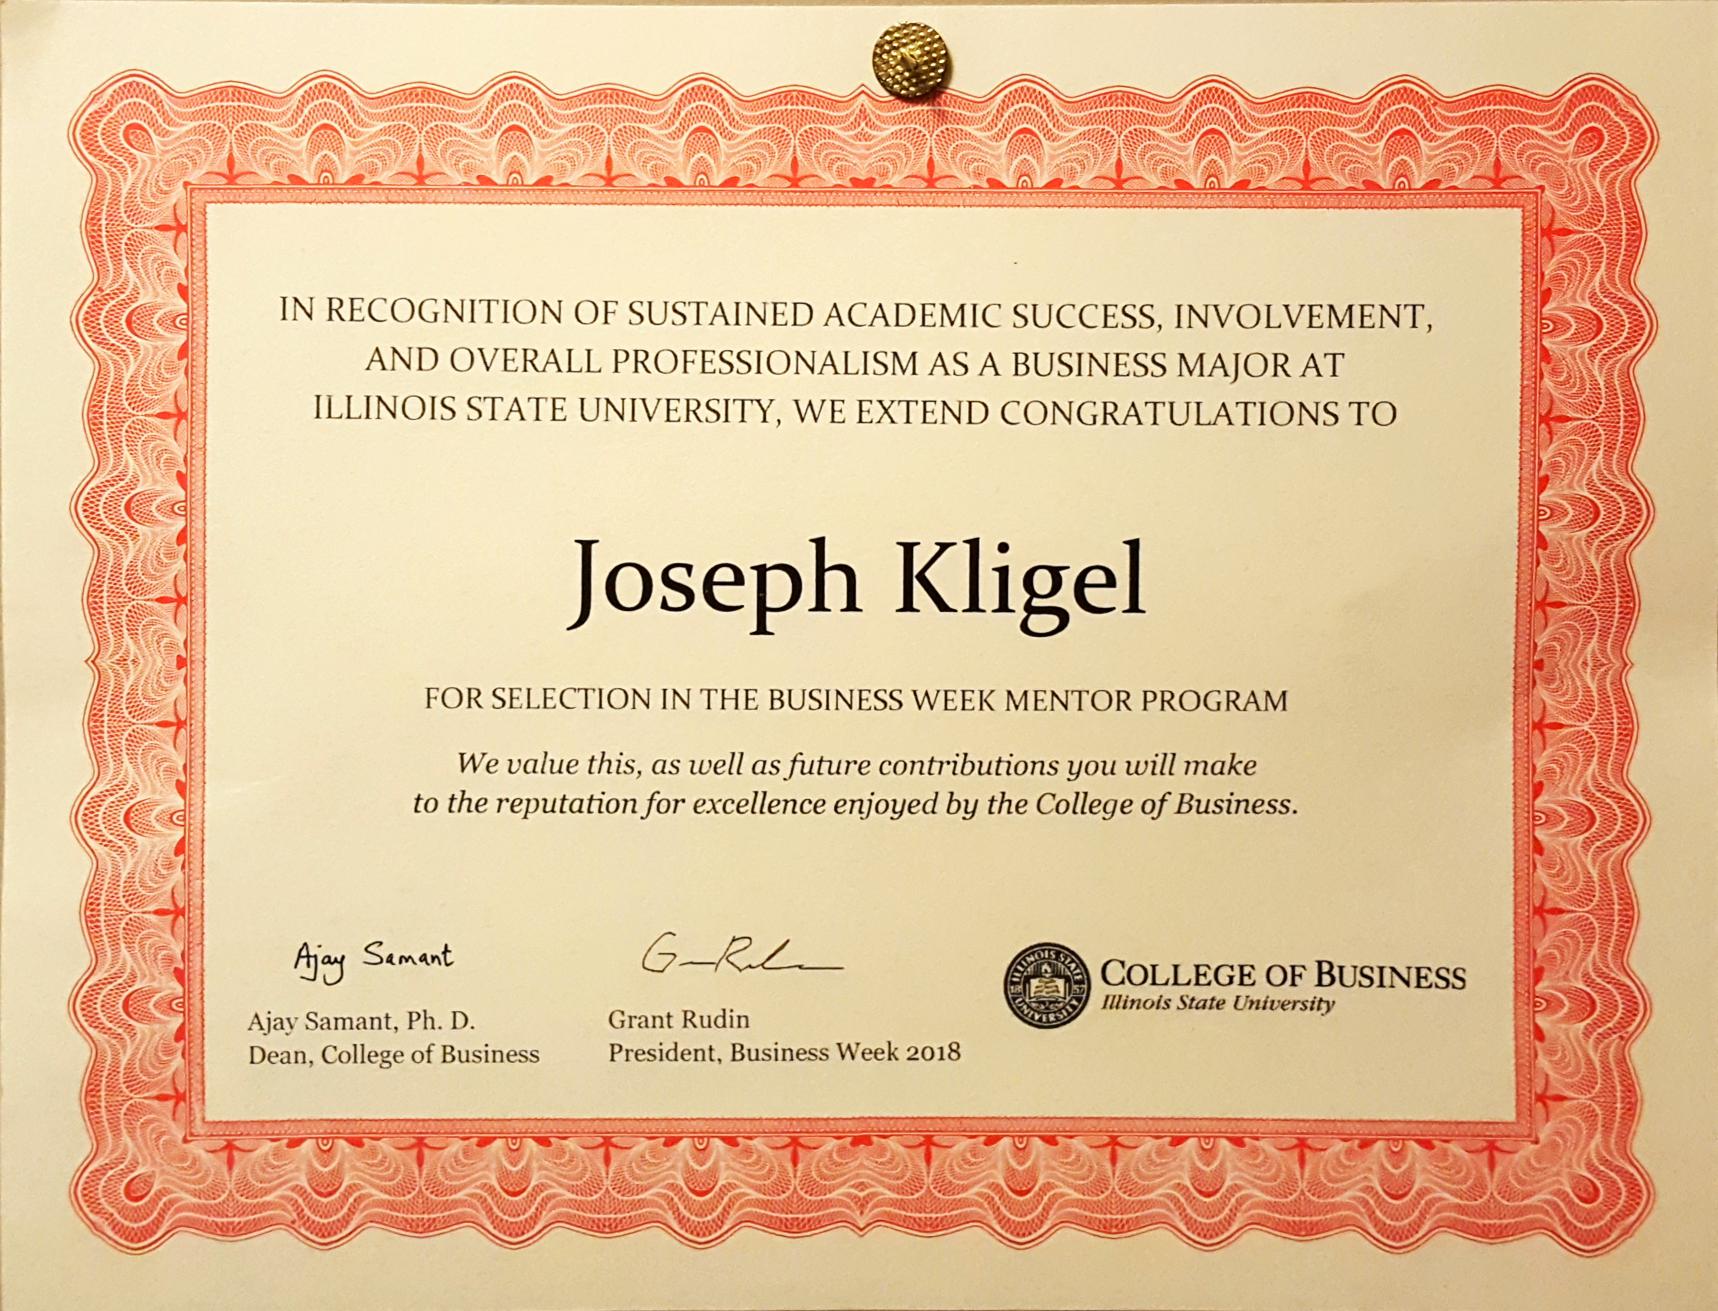 IN RECOGNITION OF SUSTAINED ACADEMIC SUCCESS, INVOLVEMENT,
AND OVERALL PROFESSIONALISM AS A BUSINESS MAJOR AT
ILLINOIS STATE UNIVERSITY, WE EXTEND CONGRATULATIONS TO
Joseph Kligel
FOR SELECTION IN THE BUSINESS WEEK MENTOR PROGRAM
We value this, as well as future contributions you will make
to the reputation for excellence enjoyed by the College of Business.
Ajay Samant
Ajay Samant, Ph. D.
Dean, College of Business
Grant Rudin
President, Business Week 2018
ILLINOIS STATE UNIVERSITY
18 57
COLLEGE OF BUSINESS
Illinois State University